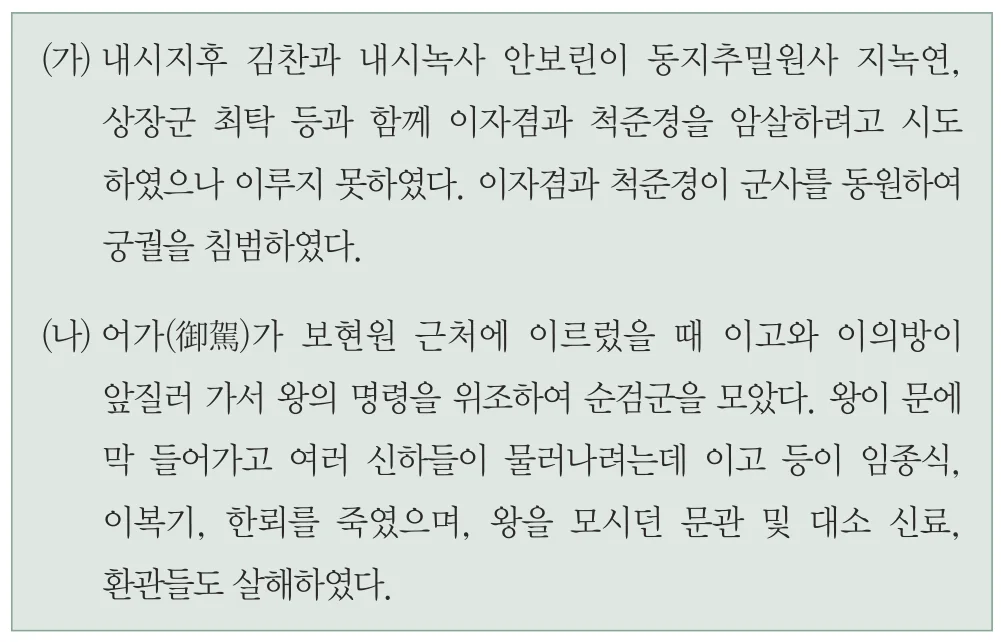 (가) 내시지후 김찬과 내시녹사 안보린이 동지추밀원사 지녹연,
상장군 최탁 등과 함께 이자겸과 척준경을 암살하려고 시도
하였으나 이루지 못하였다. 이자겸과 척준경이 군사를 동원하여
궁궐을 침범하였다.
(나) 어가(御駕)가 보현원 근처에 이르렀을 때 이고와 이의방이
앞질러 가서 왕의 명령을 위조하여 순검군을 모았다. 왕이 문에
막 들어가고 여러 신하들이 물러나려는데 이고 등이 임종식,
이복기, 한뢰를 죽였으며, 왕을 모시던 문관 및 대소 신료,
환관들도 살해하였다.